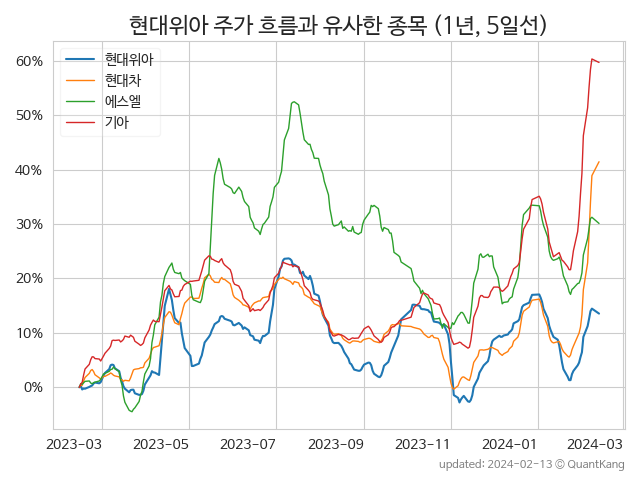 현대위아 주가 흐름과 유사한 종목 (1년, 5일선)
현대위아
현대차
에스엘
기아
60%
50%
40%
30%
20%
10%
0%
2023-03 2023-05 2023-07 2023-09 2023-11 2024-01 2024-03
updated: 2024-02-13 © QuantKang